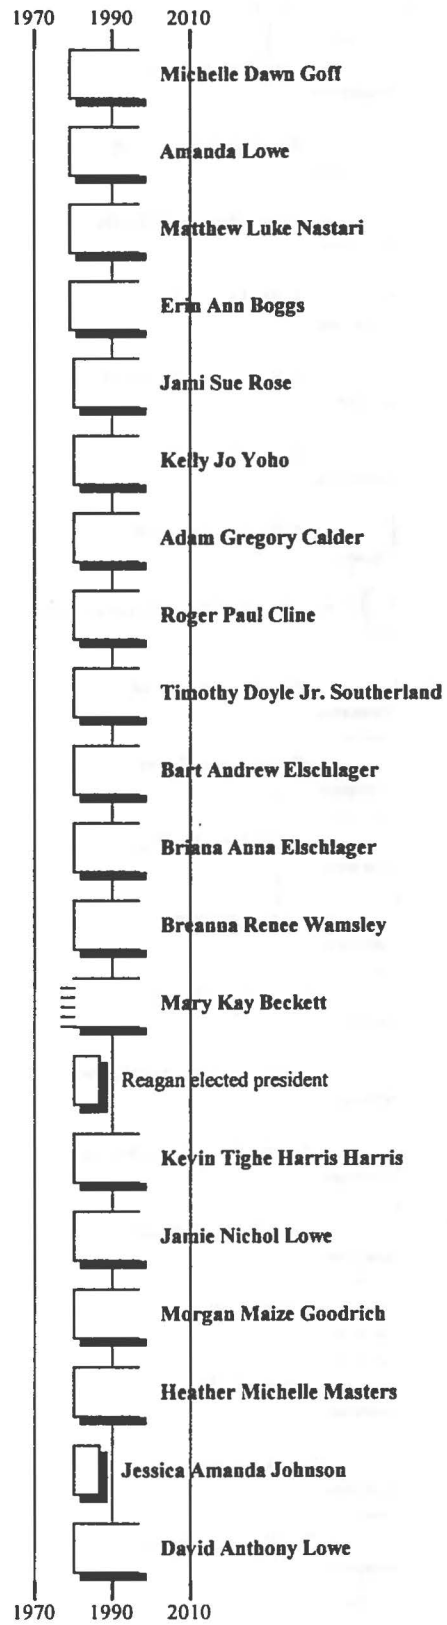 1970 1990 2010
Michelle Dawn Goff
Amanda Lowe
Matthew Luke Nastari
Erin Ann Boggs
Jami Sue Rose
Kelly Jo Yoho
Adam Gregory Calder
Roger Paul Cline
Timothy Doyle Jr. Southerland
Bart Andrew Elschlager
Briana Anna Elschlager
Breanna Renee Wamsley
Mary Kay Beckett
Reagan elected president
Kevin Tighe Harris Harris
Jamie Nichol Lowe
Morgan Maize Goodrich
Heather Michelle Masters
Jessica Amanda Johnson
David Anthony Lowe
1970 1990 2010